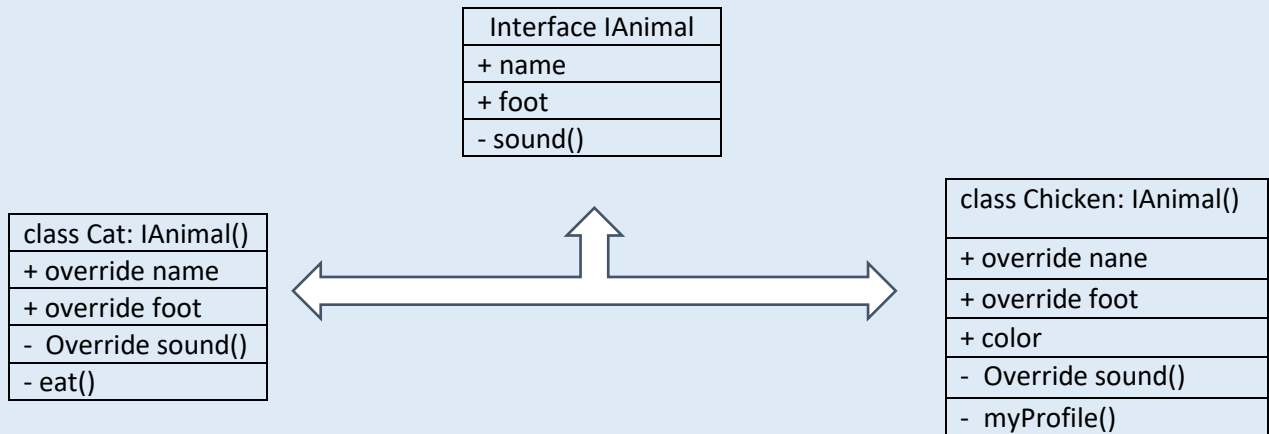 Interface IAnimal
+ name
+ foot
- sound()
class Cat: IAnimal()
+ override name
+ override foot
- Override sound()
- eat()
class Chicken: IAnimal()
+ override nane
+ override foot
+ color
- Override sound()
- myProfile()